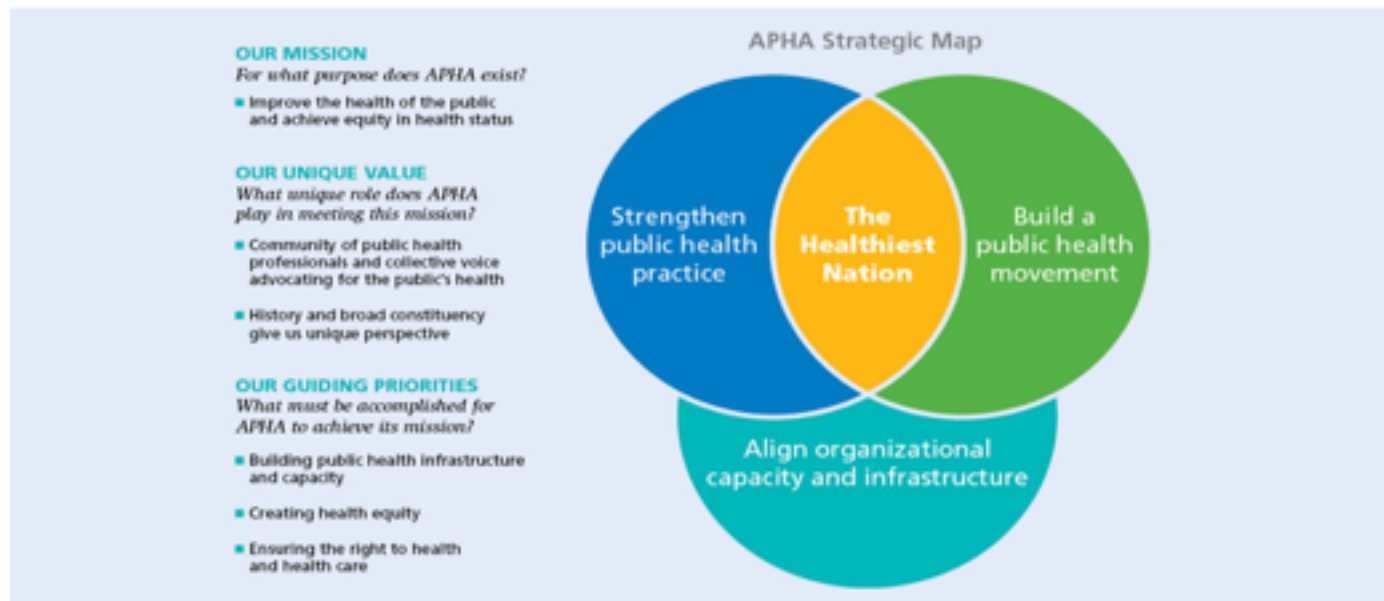 OUR MISSION
For what purpose does APHA exist?
Improve the health of the public
and achieve equity in health status
OUR UNIQUE VALUE
What unique role does APHA
play in meeting this mission?
Community of public health
professionals and collective voice
advocating for the public's health
History and broad constituency
give us unique perspective
OUR GUIDING PRIORITIES
What must be accomplished for
APHA to achieve its mission?
Building public health infrastructure
and capacity
Creating health equity
Ensuring the right to health
and health care
APHA Strategic Map
Strengthen
public health
practice
The
Healthiest
Nation
Build a
public health
movement
Align organizational
capacity and infrastructure